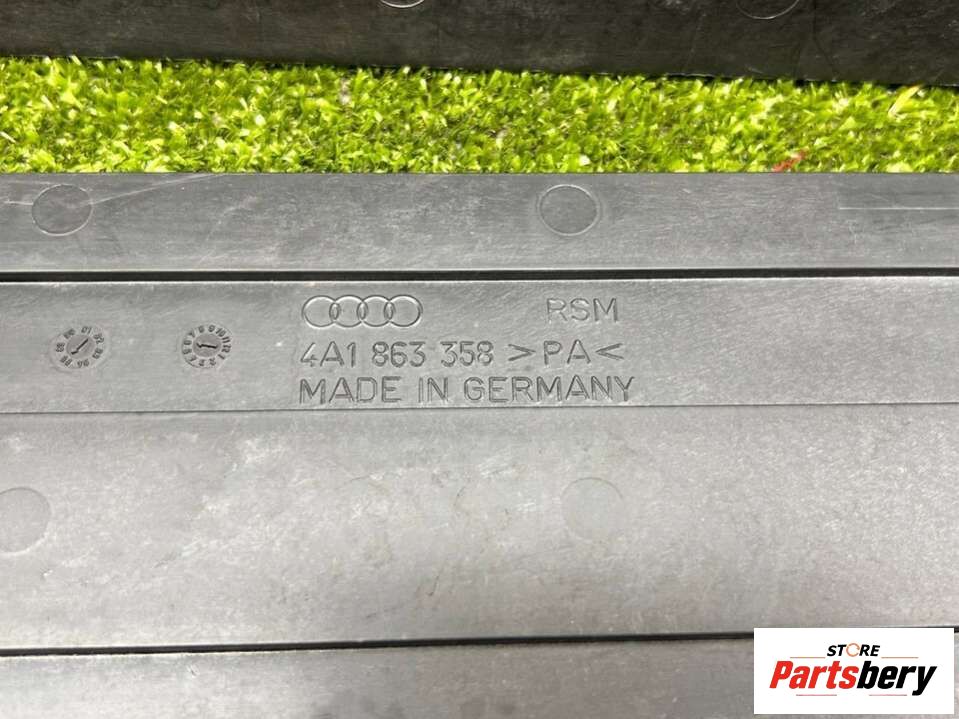 RSM
4A1 863 358 >PA<
MADE IN GERMANY
STORE
Partsbery